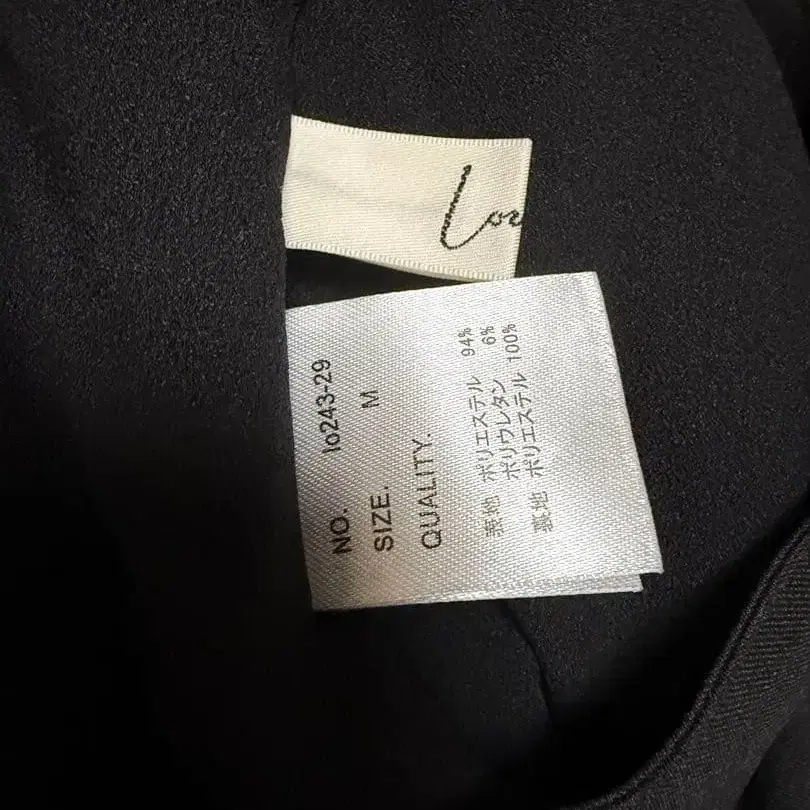 NO. lo243-29
SIZE. M
QUALITY.
表地 ポリエステル 94%
ポリウレタン 6%
裏地 ポリエステル 100%